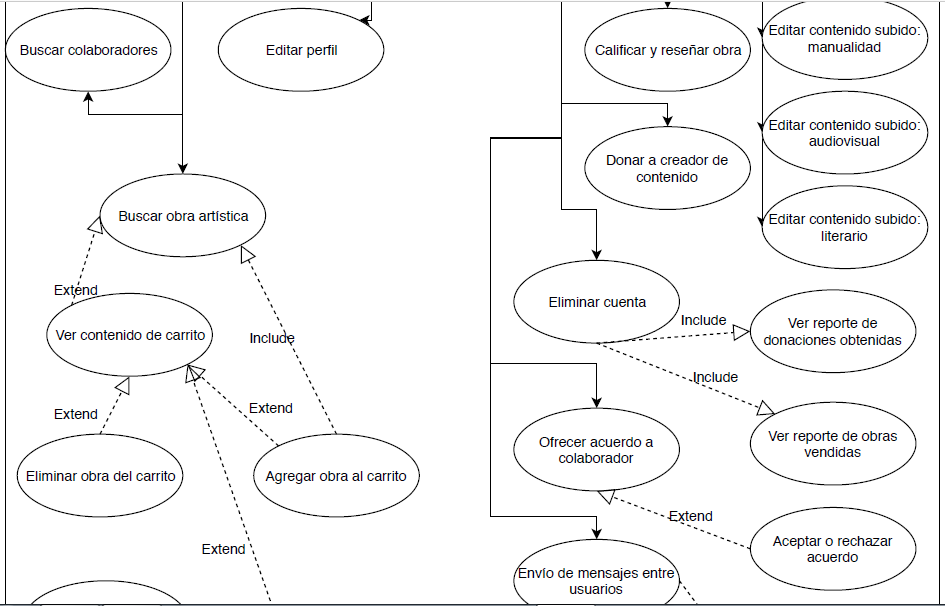 Buscar colaboradores
Editar perfil
Calificar y reseñar obra
Editar contenido subido:
manualidad
Editar contenido subido:
audiovisual
Donar a creador de
contenido
Buscar obra artística
Editar contenido subido:
literario
Extend
Eliminar cuenta
Ver contenido de carrito
Include
Include
Ver reporte de
donaciones obtenidas
Include
Extend
Extend
Ofrecer acuerdo a
colaborador
Ver reporte de obras
vendidas
Eliminar obra del carrito
Agregar obra al carrito
Extend
Extend
Aceptar o rechazar
acuerdo
Envío de mensajes entre
usuarios